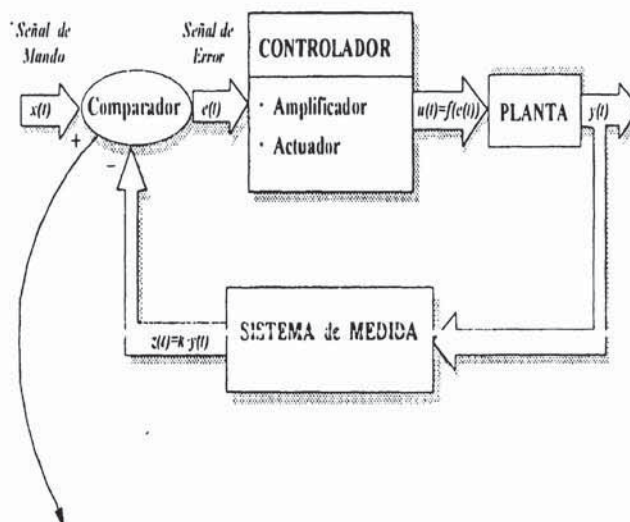 Señal de
Mando
x(t)
+
Comparador
−
Señal de
Error
e(t)
CONTROLADOR
· Amplificador
· Actuador
u(t)=f(e(t))
PLANTA
y(t)
SISTEMA de MEDIDA
z(t)=k·y(t)